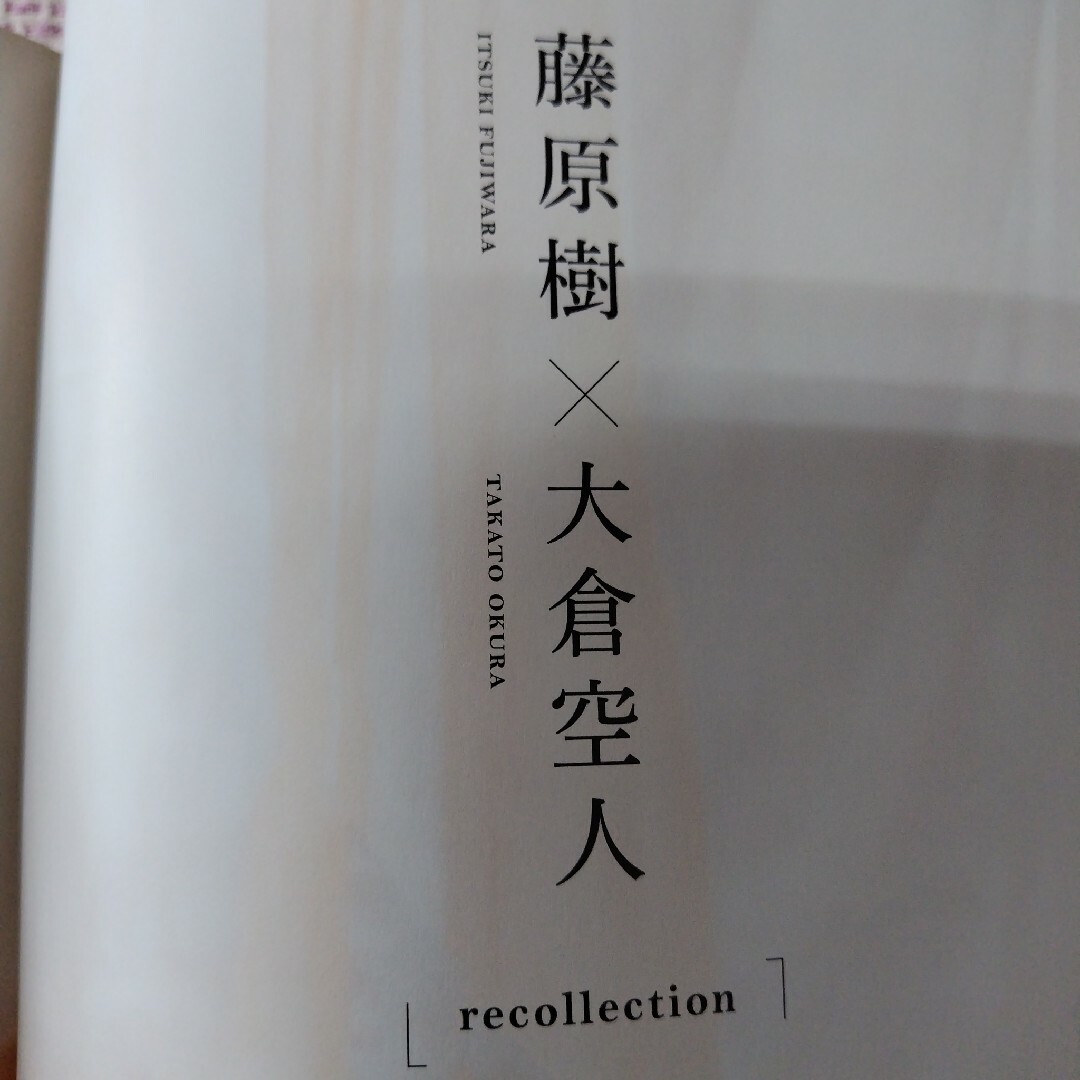 藤原樹×大倉空人
ITSUKI FUJIWARA
TAKATO OKURA
recollection